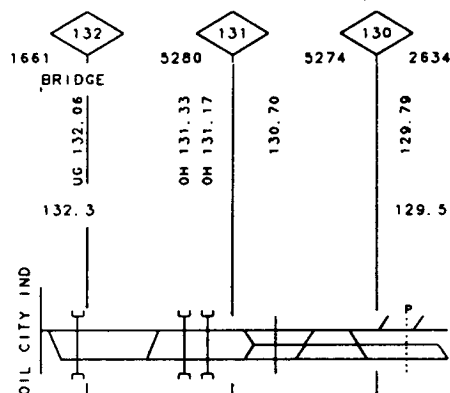 132 131 130
1661 5280 5274 2634
BRIDGE
UG 132.06
OH 131.33
OH 131.17
130.70
129.79
132.3 129.5
OIL CITY IND
P